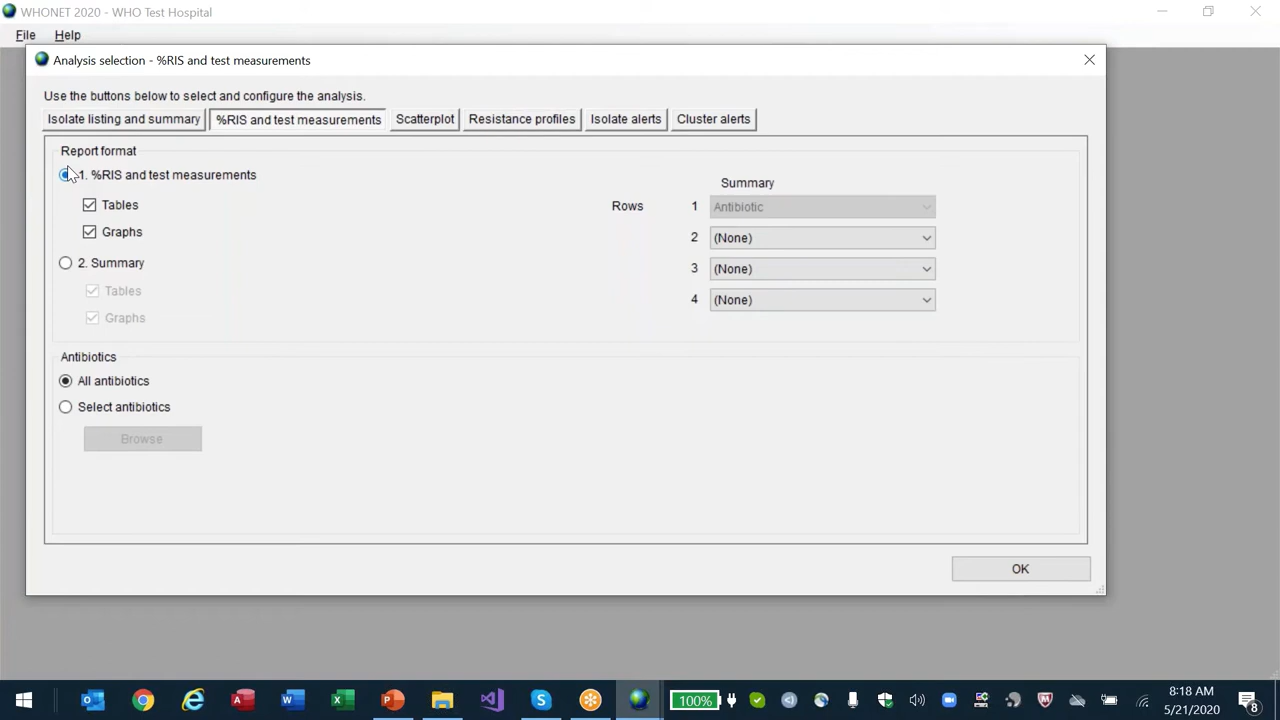 WHONET 2020 - WHO Test Hospital
File Help
Analysis selection - %RIS and test measurements
Use the buttons below to select and configure the analysis.
Isolate listing and summary %RIS and test measurements Scatterplot Resistance profiles Isolate alerts Cluster alerts
Report format
1. %RIS and test measurements
Tables
Graphs
2. Summary
Tables
Graphs
Summary
Rows 1 Antibiotic
2 (None)
3 (None)
4 (None)
Antibiotics
All antibiotics
Select antibiotics
Browse
OK
100%
8:18 AM
5/21/2020
8